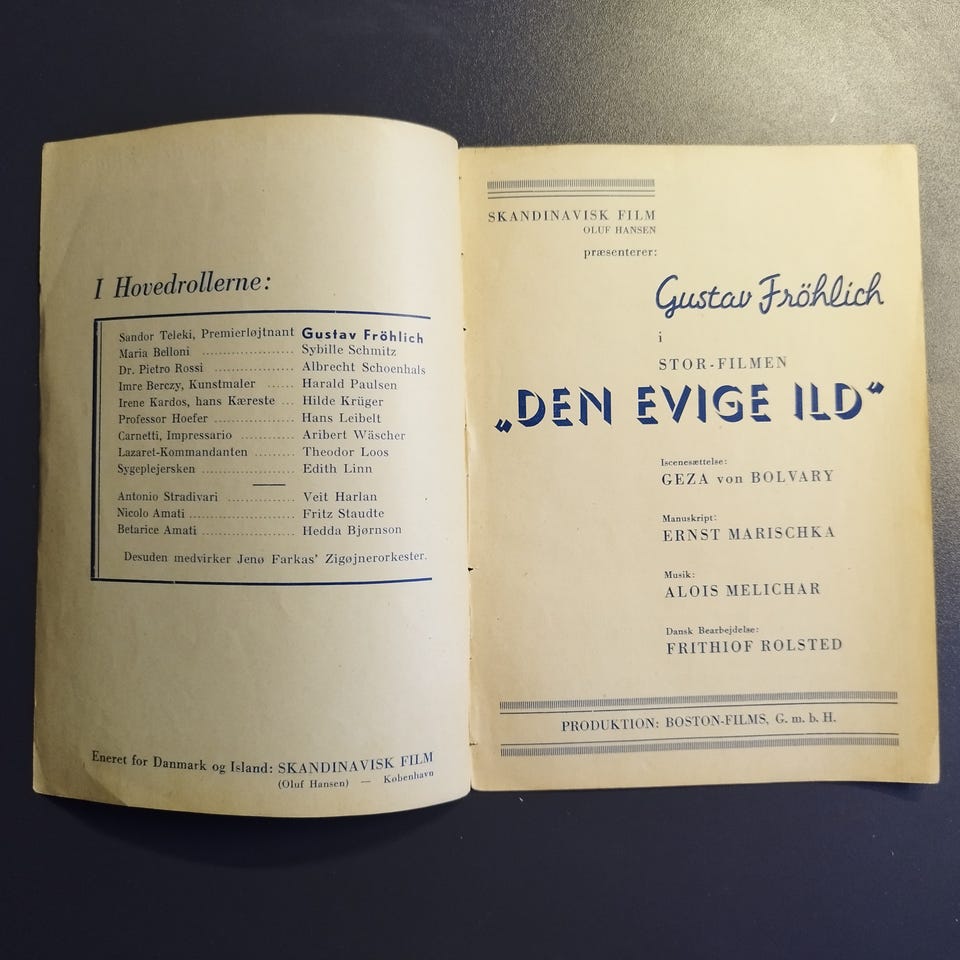 I Hovedrollerne:
Sandor Teleki, Premierløjtnant Gustav Fröhlich
Maria Belloni ..................... Sybille Schmitz
Dr. Pietro Rossi .................. Albrecht Schoenhals
Imre Berczy, Kunstmaler ...... Harald Paulsen
Irene Kardos, hans Kæreste ... Hilde Krüger
Professor Hoefer .................. Hans Leibelt
Carnetti, Impressario ............ Aribert Wäscher
Lazaret-Kommandanten ......... Theodor Loos
Sygeplejersken ..................... Edith Linn
Antonio Stradivari ............... Veit Harlan
Nicolo Amati ........................ Fritz Staudte
Betarice Amati ..................... Hedda Bjørnson
Desuden medvirker Jenø Farkas' Zigøjnerorkester.
Eneret for Danmark og Island: SKANDINAVISK FILM
(Oluf Hansen) — København
SKANDINAVISK FILM
OLUF HANSEN
præsenterer:
Gustav Fröhlich
i
STOR-FILMEN
„DEN EVIGE ILD“
Iscenesættelse:
GEZA von BOLVARY
Manuskript:
ERNST MARISCHKA
Musik:
ALOIS MELICHAR
Dansk Bearbejdelse:
FRITHIOF ROLSTED
PRODUKTION: BOSTON-FILMS, G. m. b. H.